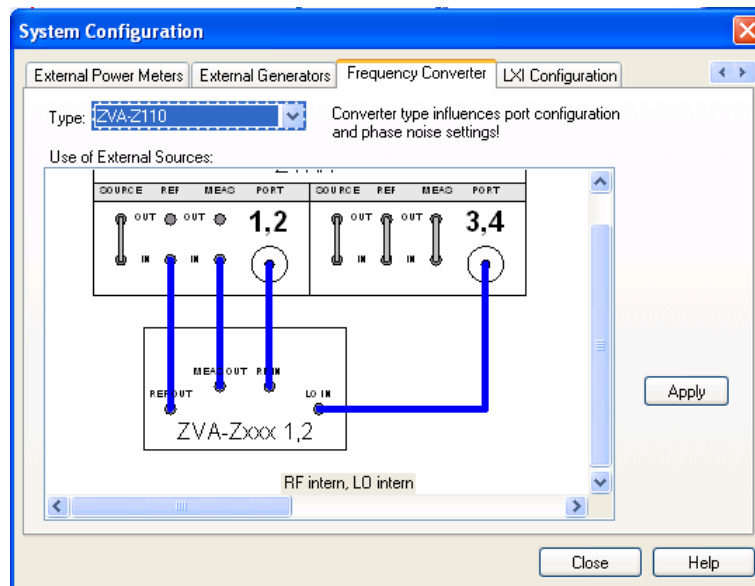 System Configuration
External Power Meters External Generators Frequency Converter LXI Configuration
Type: ZVA-Z110
Converter type influences port configuration
and phase noise settings!
Use of External Sources:
SOURCE REF MEAS PORT SOURCE REF MEAS PORT
OUT OUT 1,2 OUT OUT 3,4
IN IN IN IN
MEAS OUT RF IN
REF OUT LO IN
ZVA-Zxxx 1,2
Apply
RF intern, LO intern
Close Help